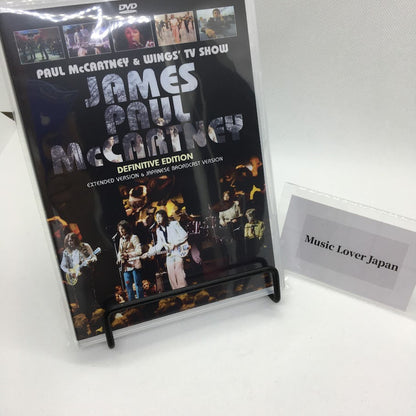 DVD
PAUL McCARTNEY & WINGS' TV SHOW
JAMES
PAUL
McCARTNEY
DEFINITIVE EDITION
EXTENDED VERSION & JAPANESE BROADCAST VERSION
Music Lover Japan